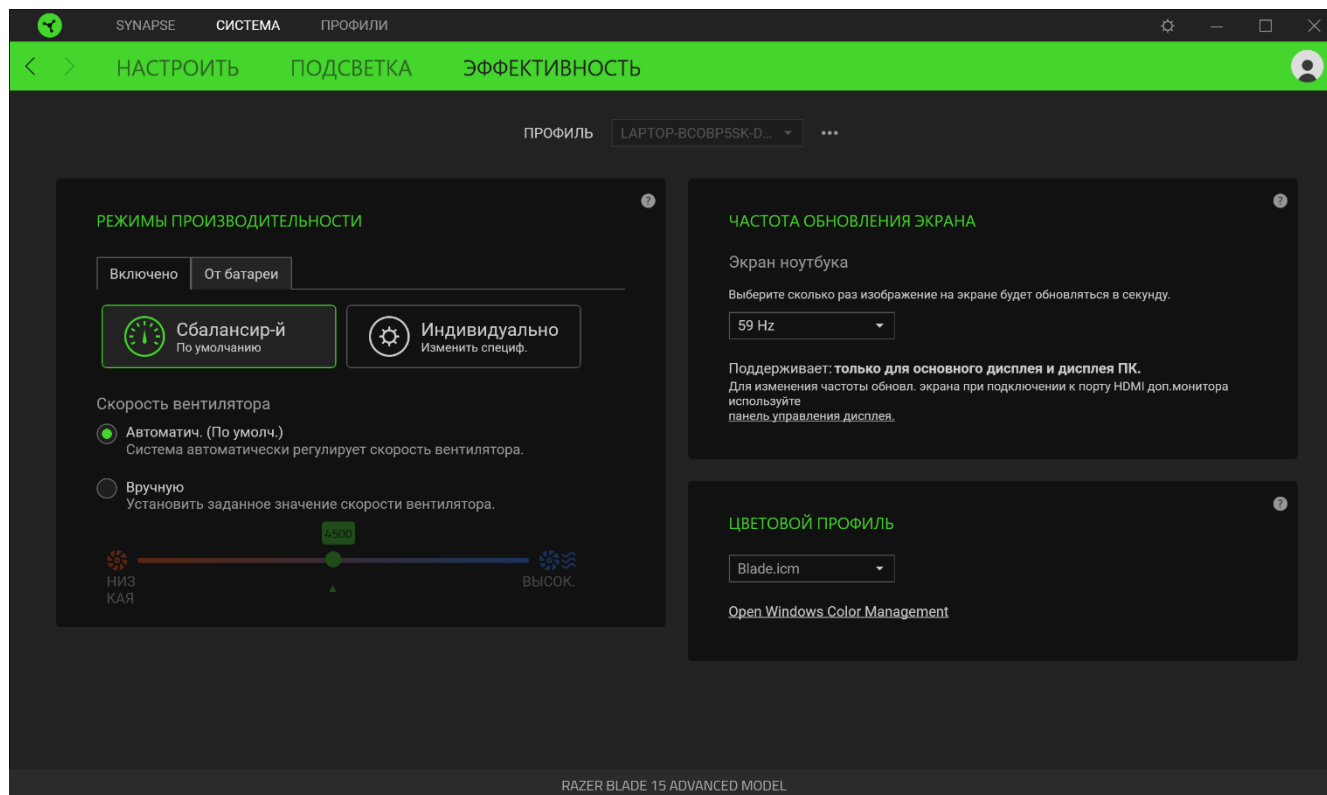 SYNAPSE СИСТЕМА ПРОФИЛИ
НАСТРОИТЬ ПОДСВЕТКА ЭФФЕКТИВНОСТЬ
ПРОФИЛЬ LAPTOP-BCOBP5SK-D...
РЕЖИМЫ ПРОИЗВОДИТЕЛЬНОСТИ
Включено От батареи
Сбалансир-й
По умолчанию
Индивидуально
Изменить специф.
Скорость вентилятора
Автоматич. (По умолч.)
Система автоматически регулирует скорость вентилятора.
Вручную
Установить заданное значение скорости вентилятора.
4500
НИЗ
КАЯ
ВЫСОК.
ЧАСТОТА ОБНОВЛЕНИЯ ЭКРАНА
Экран ноутбука
Выберите сколько раз изображение на экране будет обновляться в секунду.
59 Hz
Поддерживает: только для основного дисплея и дисплея ПК.
Для изменения частоты обновл. экрана при подключении к порту HDMI доп.монитора
используйте
панель управления дисплея.
ЦВЕТОВОЙ ПРОФИЛЬ
Blade.icm
Open Windows Color Management
RAZER BLADE 15 ADVANCED MODEL